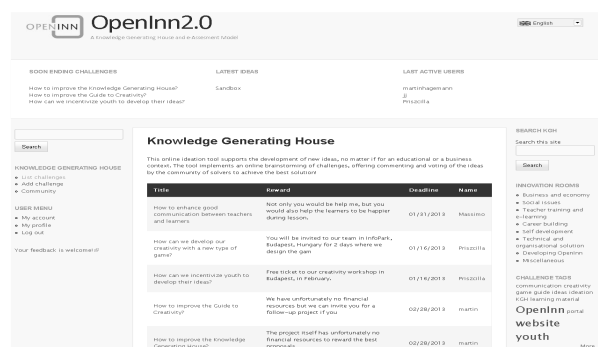 OPENINN
OpenInn2.0
A Knowledge Generating House and e-Assessment Model
English
SOON ENDING CHALLENGES
How to improve the Knowledge Generating House?
How to improve the Guide to Creativity?
How can we incentivize youth to develop their ideas?
LATEST IDEAS
Sandbox
LAST ACTIVE USERS
martinhagemann
jj
Priszcilla
Search
KNOWLEDGE GENERATING HOUSE
List challenges
Add challenge
Community
USER MENU
My account
My profile
Log out
Your feedback is welcome!!!
Knowledge Generating House
This online ideation tool supports the development of new ideas, no matter if for an educational or a business
context. The tool implements an online brainstorming of challenges, offering commenting and voting of the ideas
by the community of solvers to achieve the best solution!
Title Reward Deadline Name
How to enhance good
communication between teachers
and learners
Not only you would be help me, but you
would also help the learners to be happier
during lesson.
01/31/2013 Massimo
How can we develop our
creativity with a new type of
game?
You will be invited to our team in InfoPark,
Budapest, Hungary for 2 days where we
design the gam
01/16/2013 Priszcilla
How can we incentivize youth to
develop their ideas?
Free ticket to our creativity workshop in
Budapest, in February.
01/16/2013 Priszcilla
How to improve the Guide to
Creativity?
We have unfortunately no financial
resources but we can invite you for a
follow-up project if you
02/28/2013 martin
How to improve the Knowledge
Generating House?
The project itself has unfortunately no
financial resources to reward the best
proposals
02/28/2013 martin
SEARCH KGH
Search this site
Search
INNOVATION ROOMS
Business and economy
Social issues
Teacher training and
e-learning
Career building
Self development
Technical and
organisational solution
Developing OpenInn
Miscellaneous
CHALLENGE TAGS
communication creativity
game guide ideas ideation
KGH learning material
OpenInn portal
website
youth
More